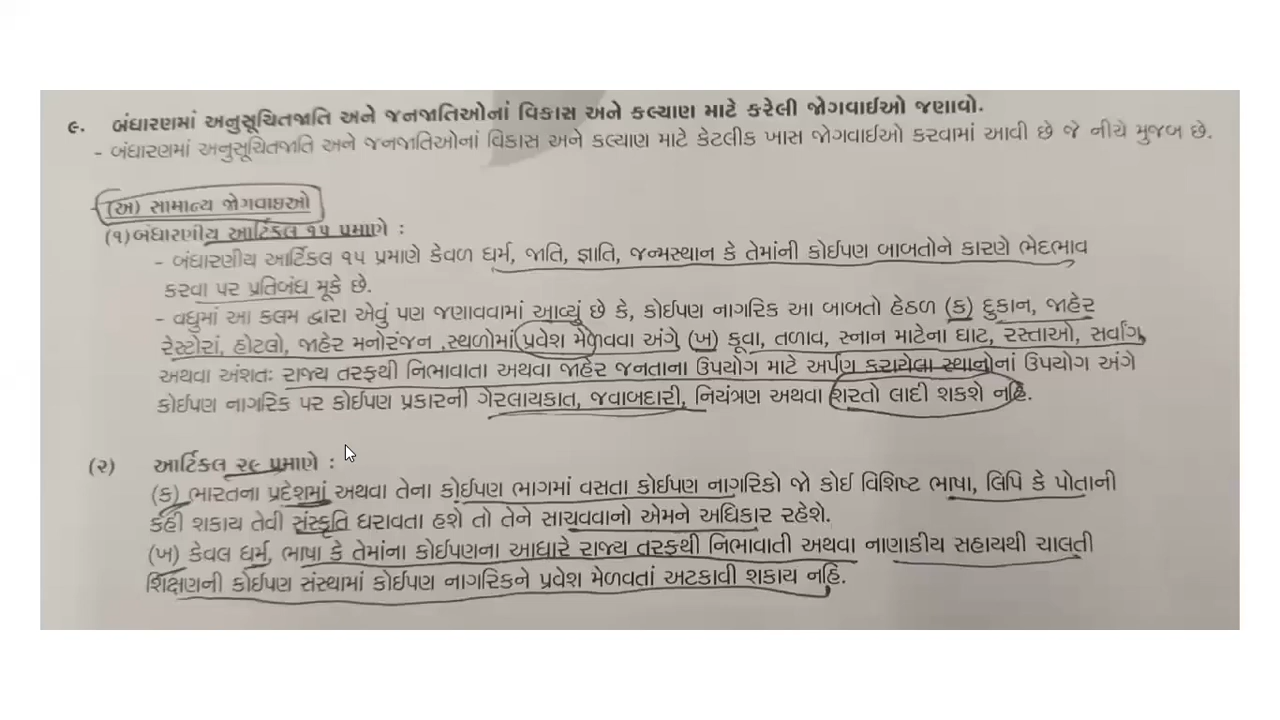 ૯. બંધારણમાં અનુસૂચિતજાતિ અને જનજાતિઓનાં વિકાસ અને કલ્યાણ માટે કરેલી જોગવાઈઓ જણાવો.
- બંધારણમાં અનુસૂચિતજાતિ અને જનજાતિઓનાં વિકાસ અને કલ્યાણ માટે કેટલીક ખાસ જોગવાઈઓ કરવામાં આવી છે જે નીચે મુજબ છે.
(અ) સામાન્ય જોગવાઇઓ
(૧) બંધારણીય આર્ટિકલ ૧૫ પ્રમાણે :
- બંધારણીય આર્ટિકલ ૧૫ પ્રમાણે કેવળ ધર્મ, જાતિ, જ્ઞાતિ, જન્મસ્થાન કે તેમાંની કોઈપણ બાબતોને કારણે ભેદભાવ
કરવા પર પ્રતિબંધ મૂકે છે.
- વધુમાં આ કલમ દ્વારા એવું પણ જણાવવામાં આવ્યું છે કે, કોઈપણ નાગરિક આ બાબતો હેઠળ (ક) દુકાન, જાહેર
રેસ્ટોરાં, હોટલો, જાહેર મનોરંજન સ્થળોમાં પ્રવેશ મેળવવા અંગે (ખ) કૂવા, તળાવ, સ્નાન માટેના ઘાટ, રસ્તાઓ, સર્વાંગ
અથવા અંશતઃ રાજ્ય તરફથી નિભાવાતા અથવા જાહેર જનતાના ઉપયોગ માટે અર્પણ કરાયેલા સ્થાનોનાં ઉપયોગ અંગે
કોઈપણ નાગરિક પર કોઈપણ પ્રકારની ગેરલાયકાત, જવાબદારી, નિયંત્રણ અથવા શરતો લાદી શકશે નહિ.
(૨) આર્ટિકલ ૨૯ પ્રમાણે :
(ક) ભારતના પ્રદેશમાં અથવા તેના કોઈપણ ભાગમાં વસતા કોઈપણ નાગરિકો જો કોઈ વિશિષ્ટ ભાષા, લિપિ કે પોતાની
કહી શકાય તેવી સંસ્કૃતિ ધરાવતા હશે તો તેને સાચવવાનો એમને અધિકાર રહેશે.
(ખ) કેવલ ધર્મ, ભાષા કે તેમાંના કોઈપણના આધારે રાજ્ય તરફથી નિભાવાતી અથવા નાણાકીય સહાયથી ચાલતી
શિક્ષણની કોઈપણ સંસ્થામાં કોઈપણ નાગરિકને પ્રવેશ મેળવતાં અટકાવી શકાય નહિ.